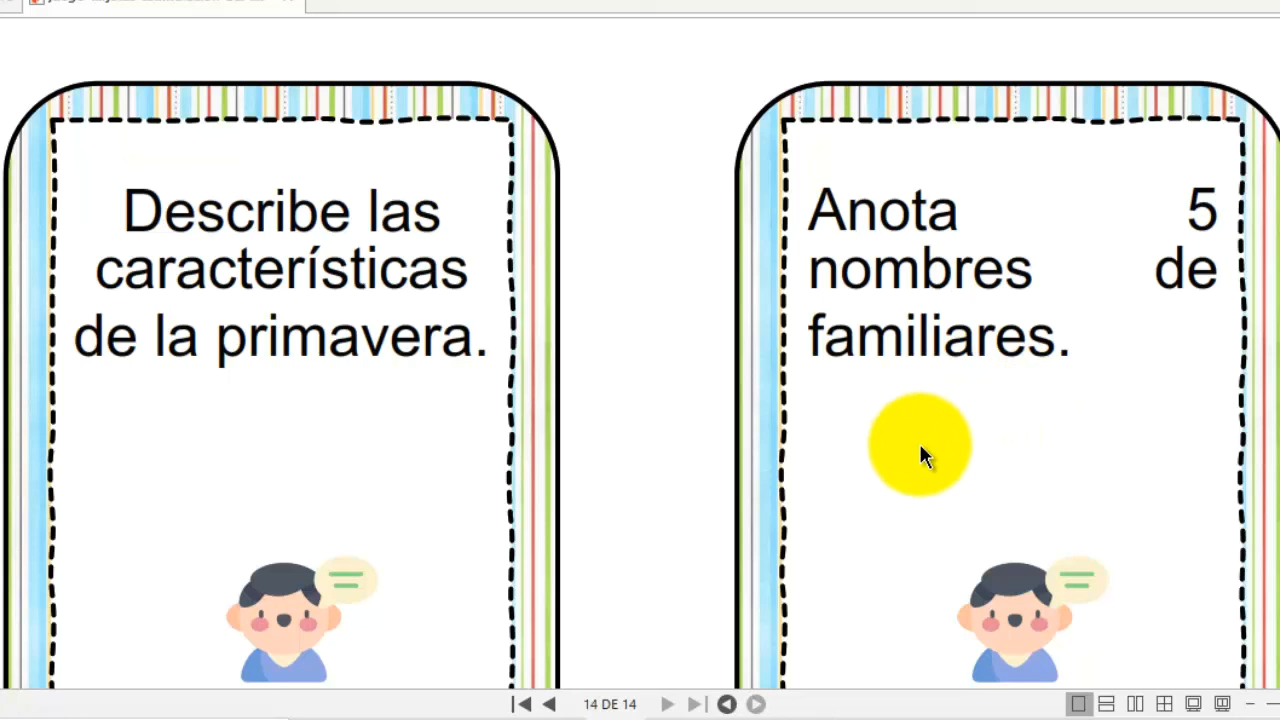 Describe las
características
de la primavera.
Anota 5
nombres de
familiares.
14 DE 14